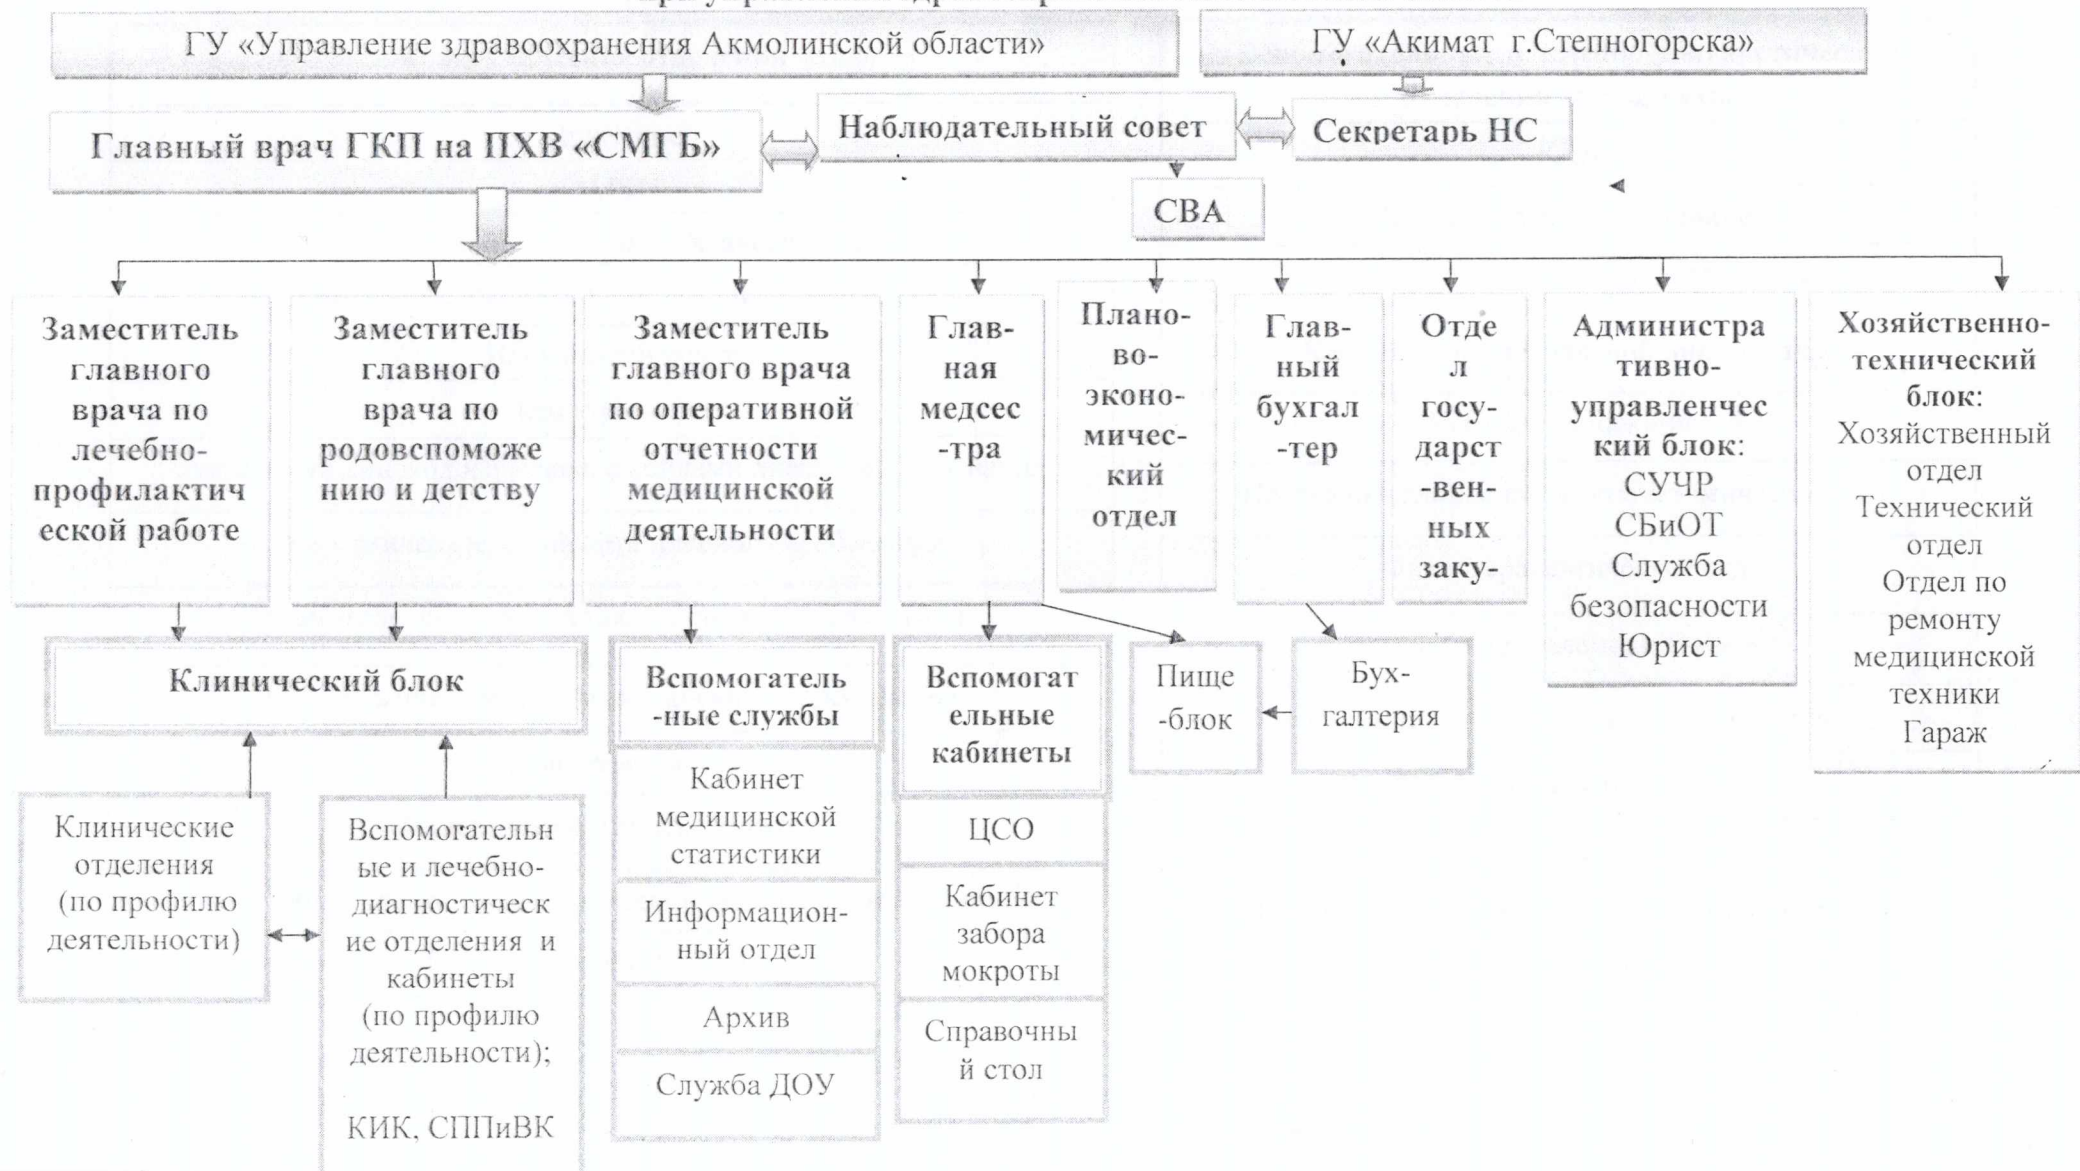 ГУ «Управление здравоохранения Акмолинской области»
ГУ «Акимат г.Степногорска»
Главный врач ГКП на ПХВ «СМГБ»
Наблюдательный совет
Секретарь НС
СВА
Заместитель
главного
врача по
лечебно-
профилактич
еской работе
Заместитель
главного
врача по
родовспоможе
нию и детству
Заместитель
главного врача
по оперативной
отчетности
медицинской
деятельности
Глав-
ная
медсес
-тра
Плано-
во-
эконо-
мичес-
кий
отдел
Глав-
ный
бухгал
-тер
Отде
л
госу-
дарст
-вен-
ных
заку-
Администра
тивно-
управленчес
кий блок:
СУЧР
СБиОТ
Служба
безопасности
Юрист
Хозяйственно-
технический
блок:
Хозяйственный
отдел
Технический
отдел
Отдел по
ремонту
медицинской
техники
Гараж
Клинический блок
Вспомогатель
-ные службы
Вспомогат
ельные
кабинеты
Пище
-блок
Бух-
галтерия
Клинические
отделения
(по профилю
деятельности)
Вспомогательн
ые и лечебно-
диагностическ
ие отделения и
кабинеты
(по профилю
деятельности);
КИК, СППиВК
Кабинет
медицинской
статистики
Информацион-
ный отдел
Архив
Служба ДОУ
ЦСО
Кабинет
забора
мокроты
Справочны
й стол